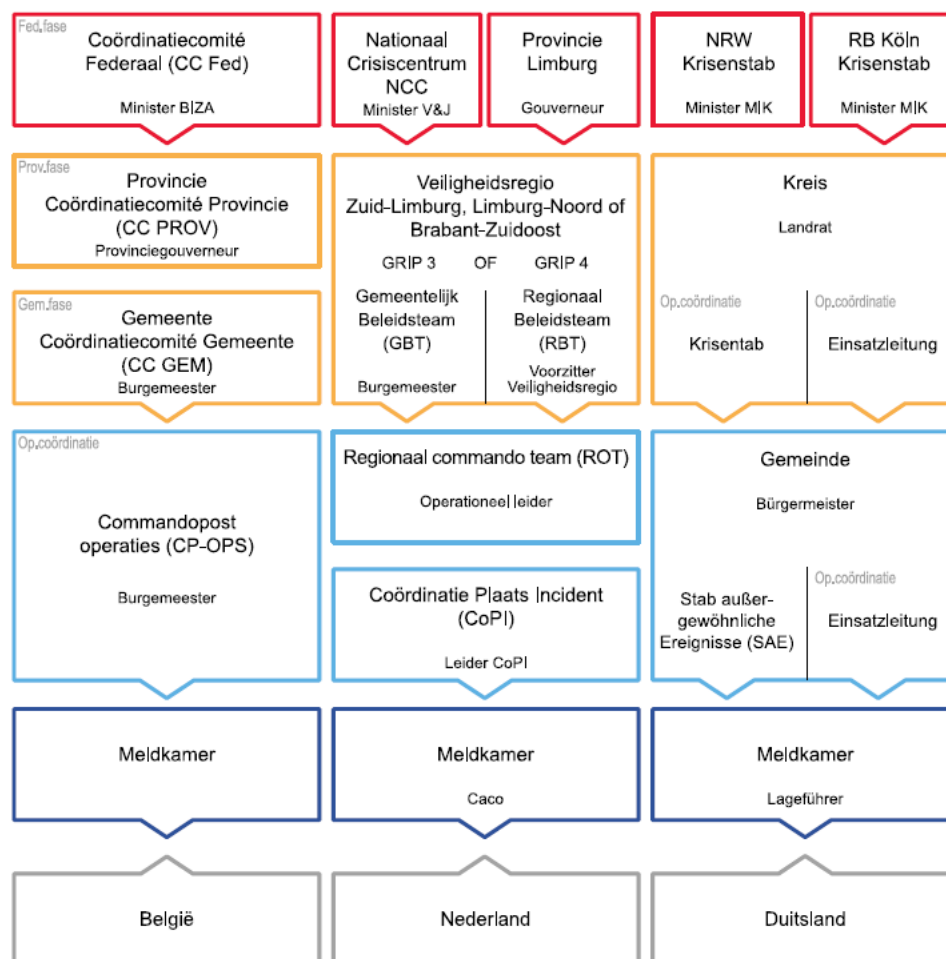 Fed.fase
Coördinatiecomité
Federaal (CC Fed)
Minister BIZA
Nationaal
Crisiscentrum
NCC
Minister V&J
Provincie
Limburg
Gouverneur
NRW
Krisenstab
Minister MIK
RB Köln
Krisenstab
Minister MIK
Prov.fase
Provincie
Coördinatiecomité Provincie
(CC PROV)
Provinciegouverneur
Gem.fase
Gemeente
Coördinatiecomité Gemeente
(CC GEM)
Burgemeester
Veiligheidsregio
Zuid-Limburg, Limburg-Noord of
Brabant-Zuidoost
GRIP 3 OF GRIP 4
Gemeentelijk
Beleidsteam
(GBT)
Burgemeester
Regionaal
Beleidsteam
(RBT)
Voorzitter
Veiligheidsregio
Kreis
Landrat
Op.coördinatie
Krisentab
Op.coördinatie
Einsatzleitung
Op.coördinatie
Commandopost
operaties (CP-OPS)
Burgemeester
Regionaal commando team (ROT)
Operationeel leider
Coördinatie Plaats Incident
(CoPI)
Leider CoPI
Gemeinde
Bürgermeister
Stab außer-
gewöhnliche
Ereignisse (SAE)
Op.coördinatie
Einsatzleitung
Meldkamer
Meldkamer
Caco
Meldkamer
Lageführer
België
Nederland
Duitsland